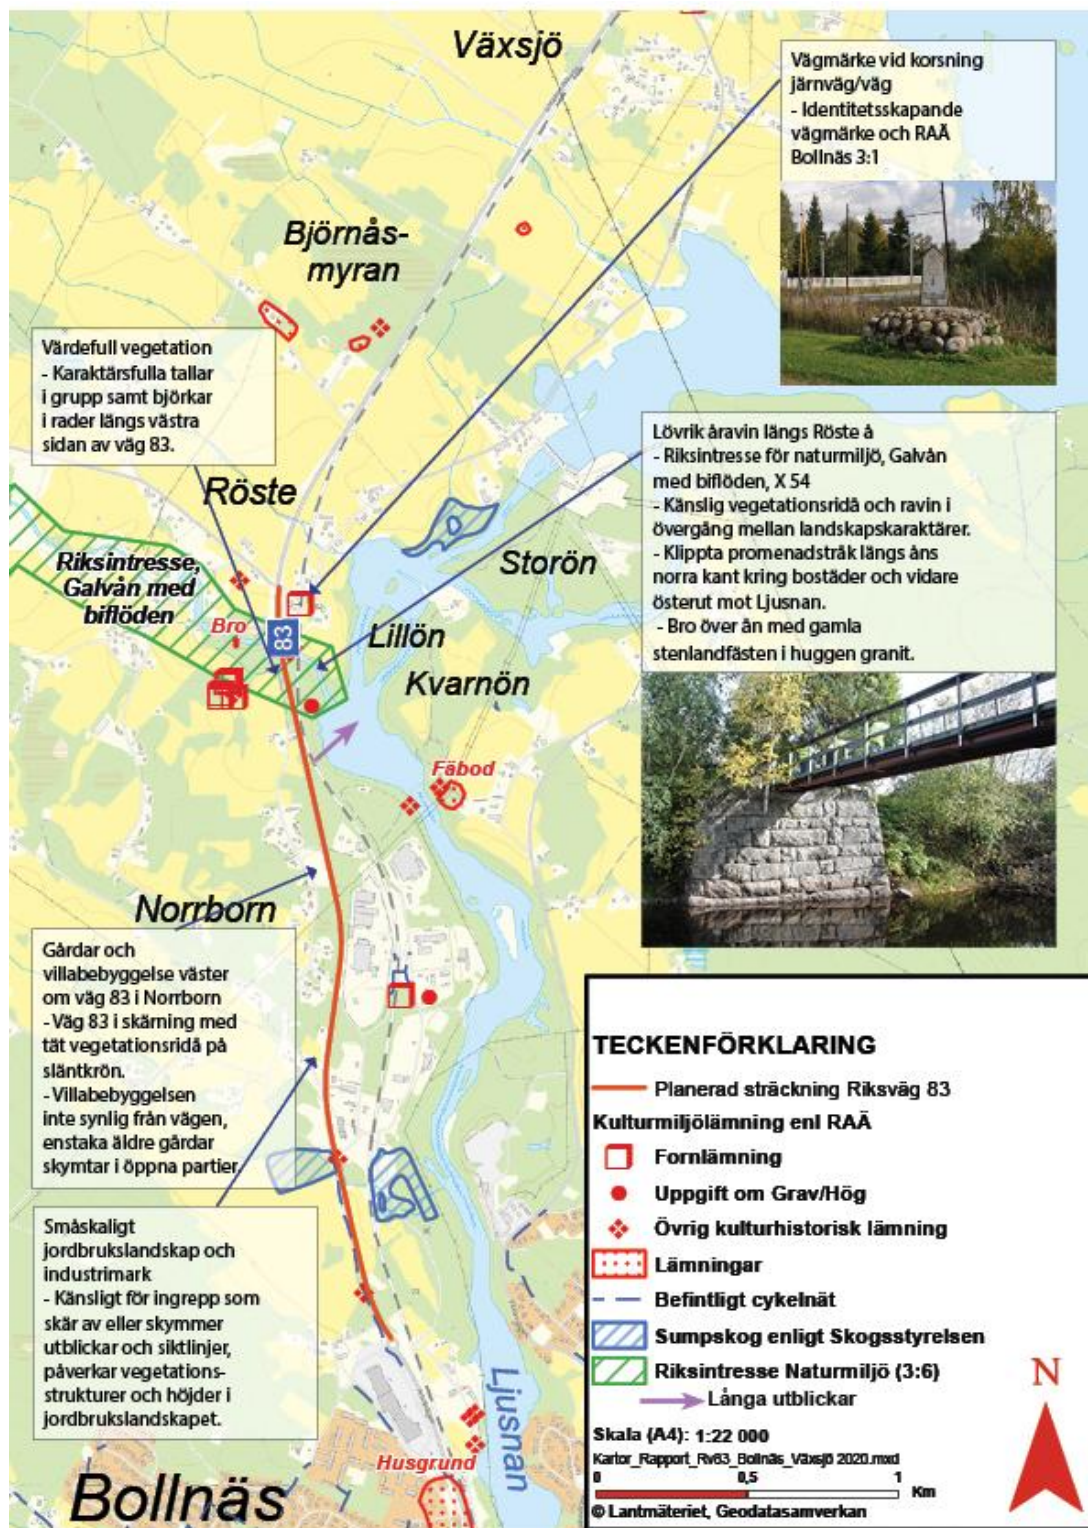 Växsjö
Vägmärke vid korsning
järnväg/väg
- Identitetsskapande
vägmärke och RAÄ
Bollnäs 3:1
Björnås-
myran
Värdefull vegetation
- Karaktärsfulla tallar
i grupp samt björkar
i rader längs västra
sidan av väg 83.
Lövrik åravin längs Röste å
- Riksintresse för naturmiljö, Galvån
med biflöden, X 54
- Känslig vegetationsridå och ravin i
övergång mellan landskapskaraktärer.
- Klippta promenadstråk längs åns
norra kant kring bostäder och vidare
österut mot Ljusnan.
- Bro över ån med gamla
stenlandfästen i huggen granit.
Röste
Storön
Riksintresse,
Galvån med
biflöden
Bro
83
Lillön
Kvarnön
Fäbod
Norrborn
Gårdar och
villabebyggelse väster
om väg 83 i Norrborn
- Väg 83 i skärning med
tät vegetationsridå på
släntkrön.
- Villabebyggelsen
inte synlig från vägen,
enstaka äldre gårdar
skymtar i öppna partier.
Småskaligt
jordbrukslandskap och
industrimark
- Känsligt för ingrepp som
skär av eller skymmer
utblickar och siktlinjer,
påverkar vegetations-
strukturer och höjder i
jordbrukslandskapet.
Ljusnan
Husgrund
Bollnäs
TECKENFÖRKLARING
Planerad sträckning Riksväg 83
Kulturmiljölämning enl RAÄ
Fornlämning
Uppgift om Grav/Hög
Övrig kulturhistorisk lämning
Lämningar
Befintligt cykelnät
Sumpskog enligt Skogsstyrelsen
Riksintresse Naturmiljö (3:6)
Långa utblickar
N
Skala (A4): 1:22 000
Kartor_Rapport_Rv83_Bollnäs_Växsjö 2020.mxd
0 0,5 1
Km
© Lantmäteriet, Geodatasamverkan